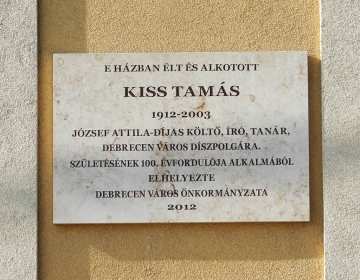 E HÁZBAN ÉLT ÉS ALKOTOTT
KISS TAMÁS
1912-2003
JÓZSEF ATTILA-DÍJAS KÖLTŐ, ÍRÓ, TANÁR,
DEBRECEN VÁROS DÍSZPOLGÁRA.
SZÜLETÉSÉNEK 100. ÉVFORDULÓJA ALKALMÁBÓL
ELHELYEZTE
DEBRECEN VÁROS ÖNKORMÁNYZATA
2012